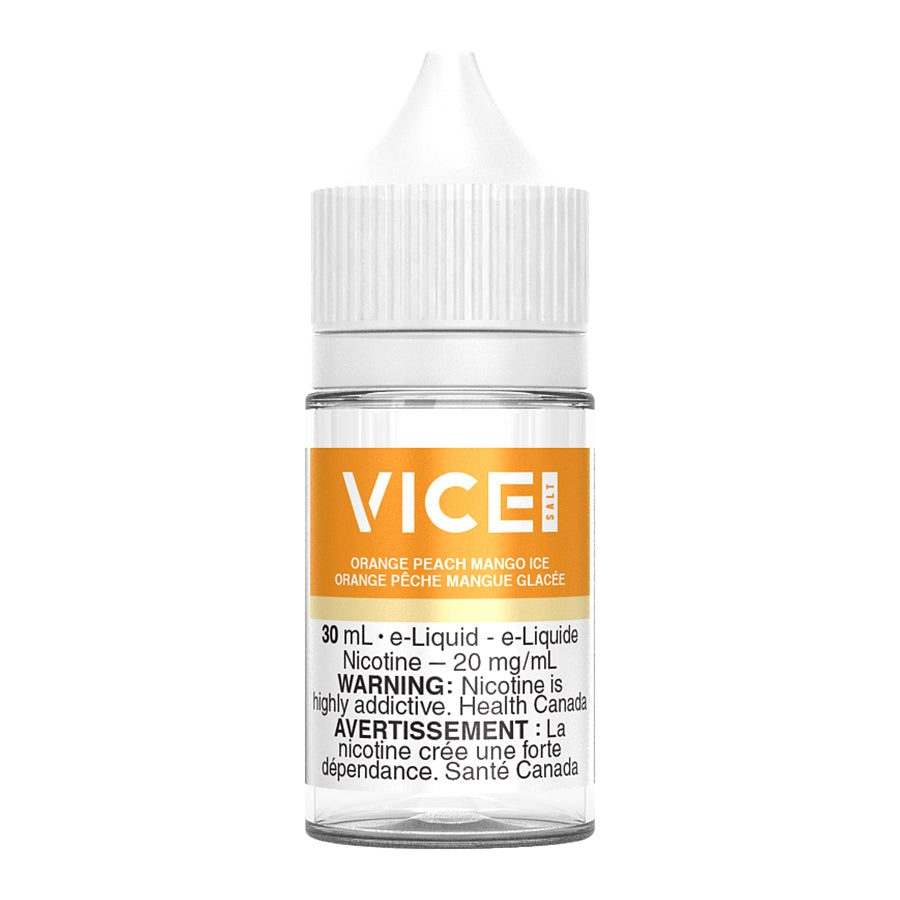 VICE SALT
ORANGE PEACH MANGO ICE
ORANGE PÊCHE MANGUE GLACÉE
30 mL • e-Liquid - e-Liquide
Nicotine – 20 mg/mL
WARNING: Nicotine is
highly addictive. Health Canada
AVERTISSEMENT : La
nicotine crée une forte
dépendance. Santé Canada